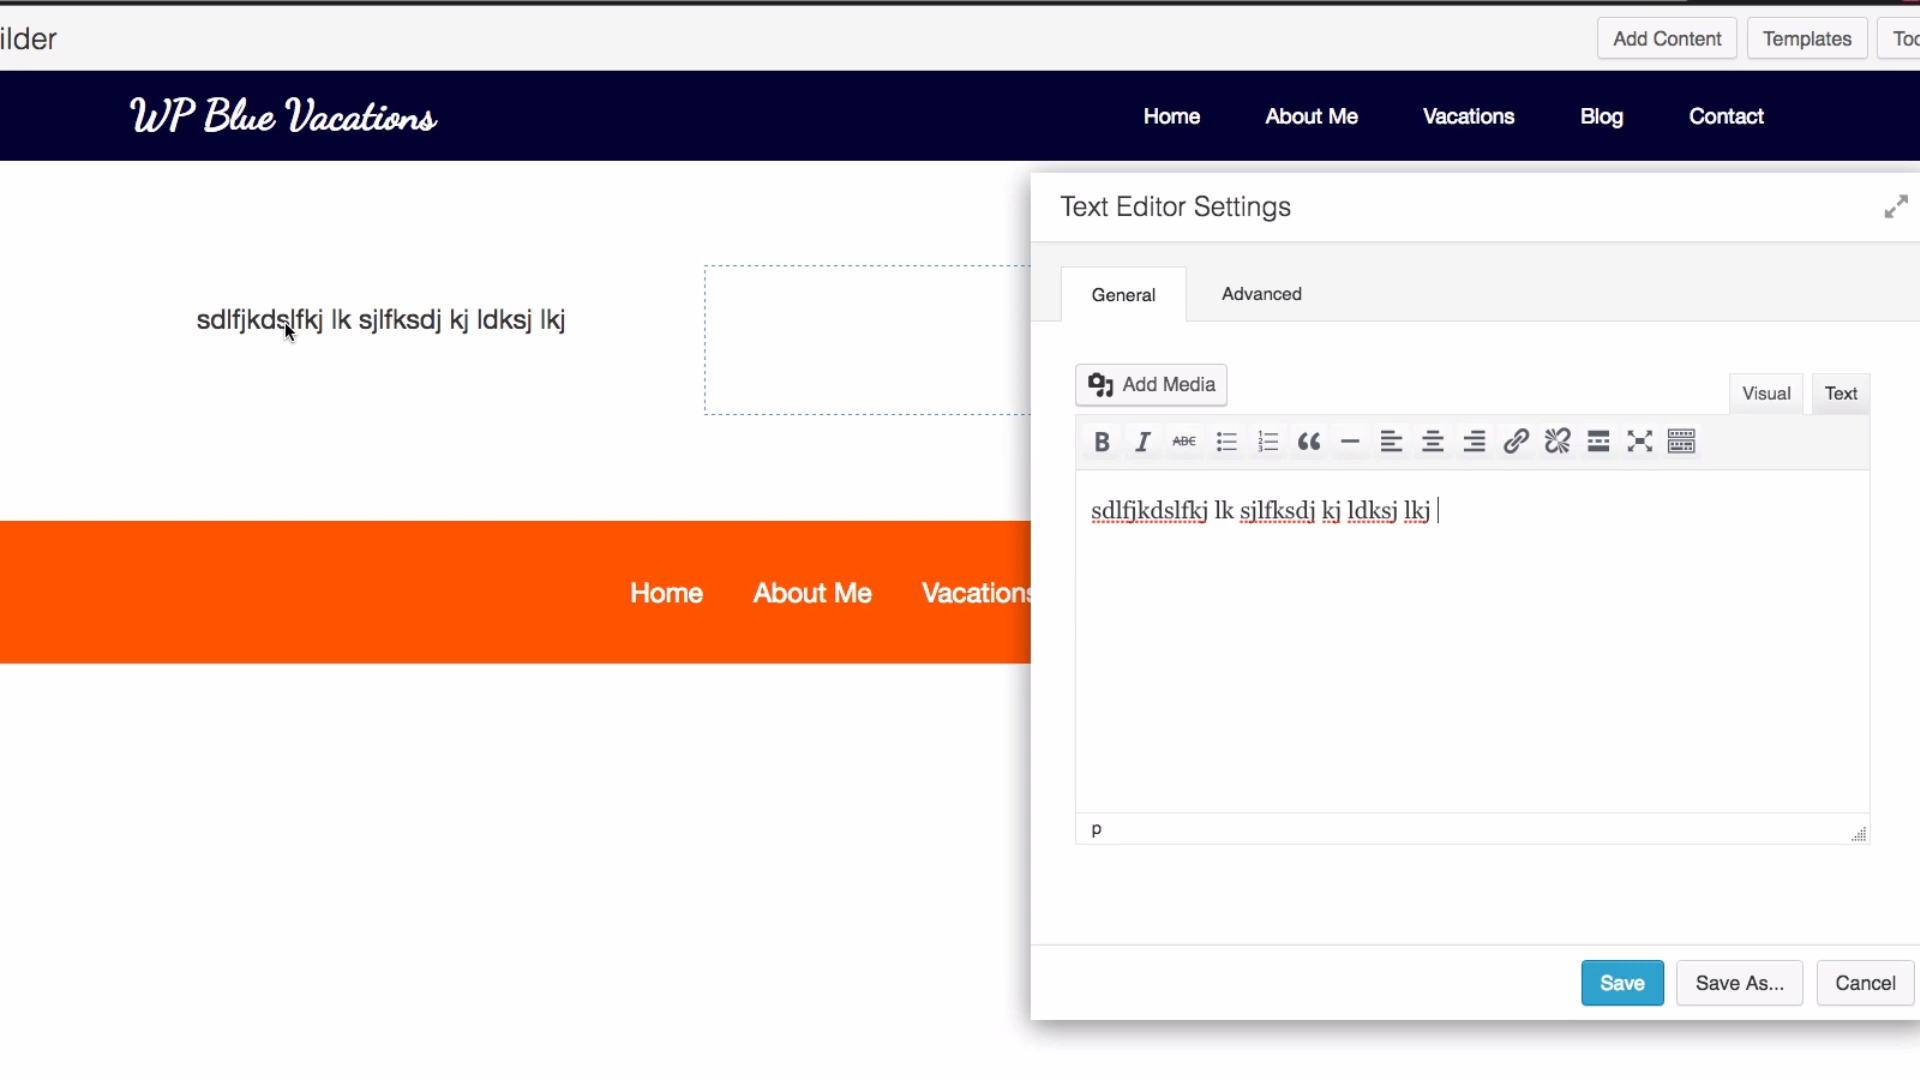 ilder
Add Content
Templates
Too
WP Blue Vacations
Home
About Me
Vacations
Blog
Contact
Text Editor Settings
General
Advanced
sdlfjkdslfkj lk sjlfksdj kj ldksj lkj
Add Media
Visual
Text
B I ABC
sdlfjkdslfkj lk sjlfksdj kj ldksj lkj
Home
About Me
Vacations
p
Save
Save As...
Cancel